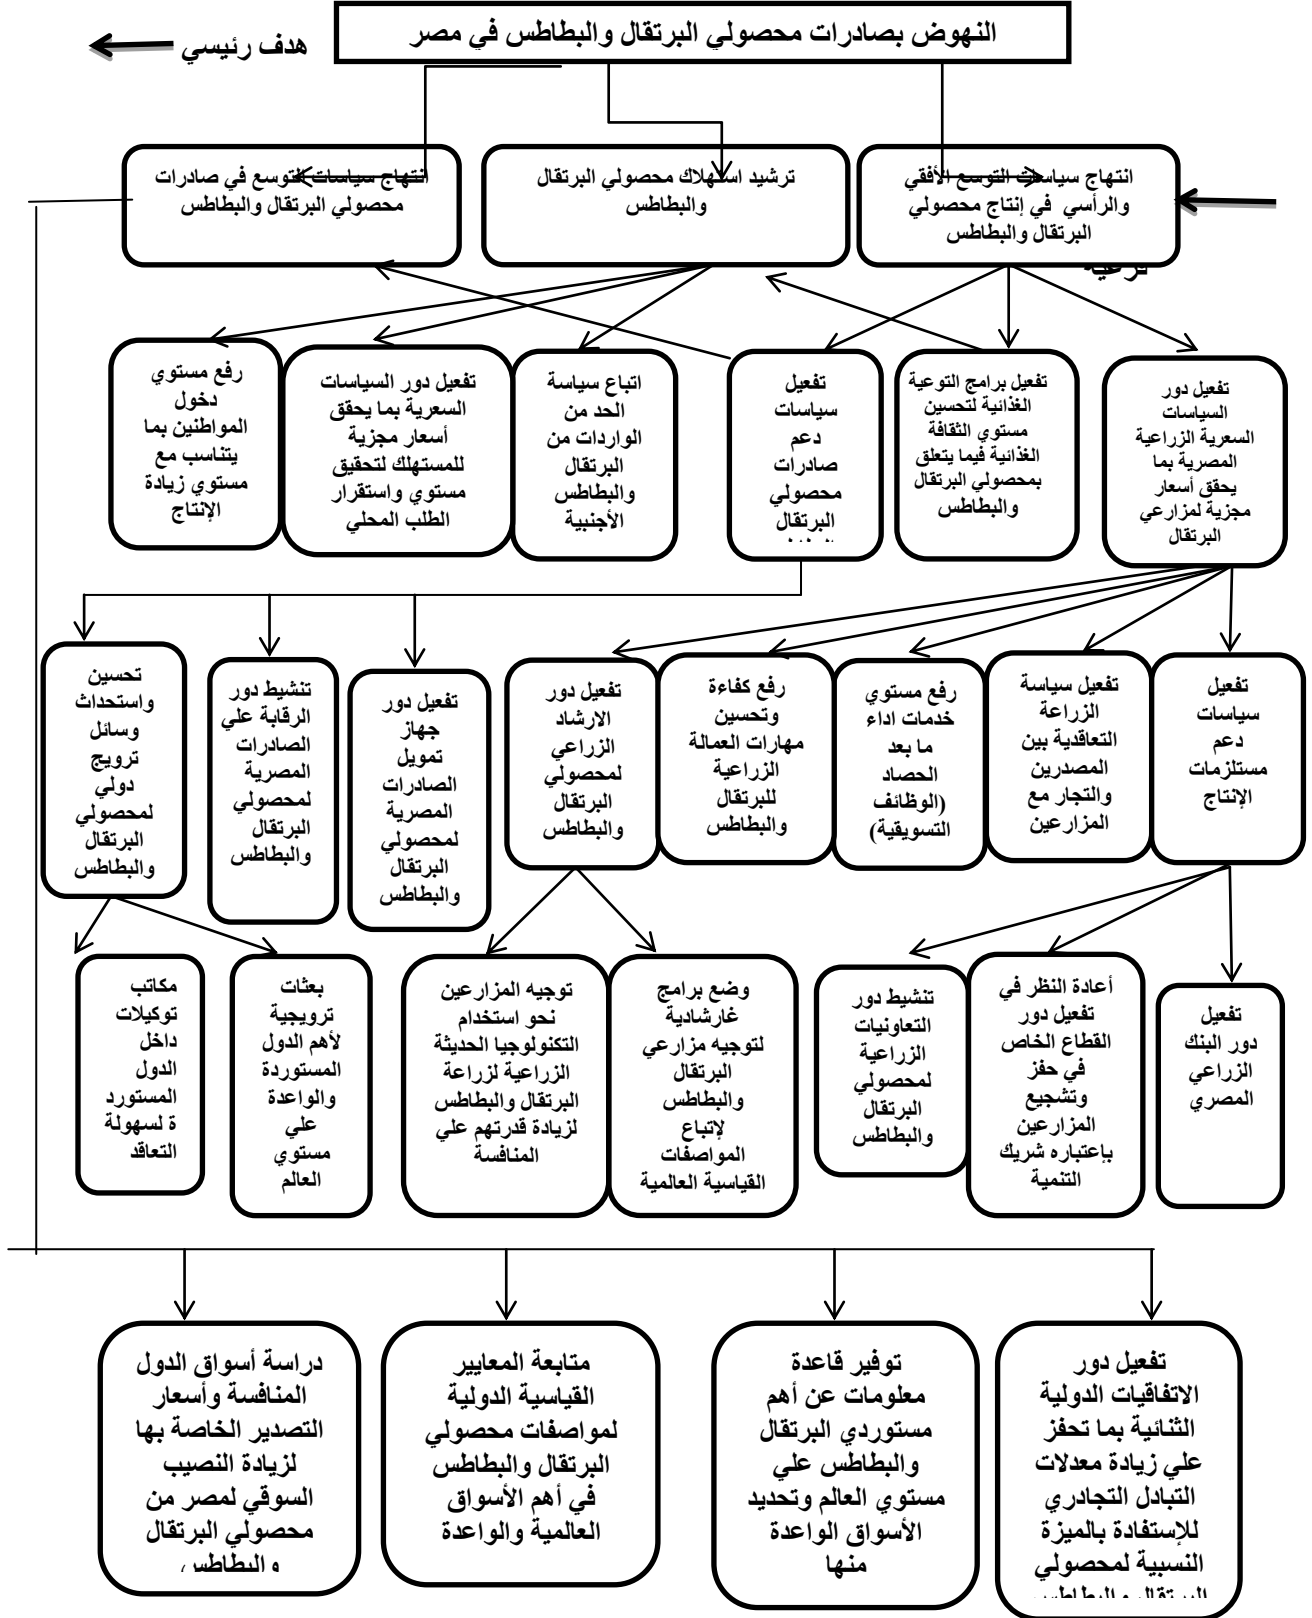 النهوض بصادرات محصولي البرتقال والبطاطس في مصر
هدف رئيسي
انتهاج سياسات التوسع الأفقي
والرأسي في إنتاج محصولي
البرتقال والبطاطس
ترشيد استهلاك محصولي البرتقال
والبطاطس
انتهاج سياسات التوسع في صادرات
محصولي البرتقال والبطاطس
تفعيل دور
السياسات
السعرية الزراعية
المصرية بما
يحقق أسعار
مجزية لمزارعي
البرتقال
تفعيل برامج التوعية
الغذائية لتحسين
مستوي الثقافة
الغذائية فيما يتعلق
بمحصولي البرتقال
والبطاطس
تفعيل
سياسات
دعم
صادرات
محصولي
البرتقال
اتباع سياسة
الحد من
الواردات من
البرتقال
والبطاطس
الأجنبية
تفعيل دور السياسات
السعرية بما يحقق
أسعار مجزية
للمستهلك لتحقيق
مستوي واستقرار
الطلب المحلي
رفع مستوي
دخول
المواطنين بما
يتناسب مع
مستوي زيادة
الإنتاج
تفعيل
سياسات
دعم
مستلزمات
الإنتاج
تفعيل سياسة
الزراعة
التعاقدية بين
المصدرين
والتجار مع
المزارعين
رفع مستوي
خدمات اداء
ما بعد
الحصاد
(الوظائف
التسويقية)
رفع كفاءة
وتحسين
مهارات العمالة
الزراعية
للبرتقال
والبطاطس
تفعيل دور
الارشاد
الزراعي
لمحصولي
البرتقال
والبطاطس
تفعيل دور
جهاز
تمويل
الصادرات
المصرية
لمحصولي
البرتقال
والبطاطس
تنشيط دور
الرقابة علي
الصادرات
المصرية
لمحصولي
البرتقال
والبطاطس
تحسين
واستحداث
وسائل
ترويج
دولي
لمحصولي
البرتقال
والبطاطس
تفعيل
دور البنك
الزراعي
المصري
أعادة النظر في
تفعيل دور
القطاع الخاص
في حفز
وتشجيع
المزارعين
بإعتباره شريك
التنمية
تنشيط دور
التعاونيات
الزراعية
لمحصولي
البرتقال
والبطاطس
وضع برامج
غارشادية
لتوجيه مزارعي
البرتقال
والبطاطس
لإتباع
المواصفات
القياسية العالمية
توجيه المزارعين
نحو استخدام
التكنولوجيا الحديثة
الزراعية لزراعة
البرتقال والبطاطس
لزيادة قدرتهم علي
المنافسة
بعثات
ترويجية
لأهم الدول
المستوردة
والواعدة
علي
مستوي
العالم
مكاتب
توكيلات
داخل
الدول
المستورد
ة لسهولة
التعاقد
تفعيل دور
الاتفاقيات الدولية
الثنائية بما تحفز
علي زيادة معدلات
التبادل التجادري
للإستفادة بالميزة
النسبية لمحصولي
البرتقال والبطاطس
توفير قاعدة
معلومات عن أهم
مستوردي البرتقال
والبطاطس علي
مستوي العالم وتحديد
الأسواق الواعدة
منها
متابعة المعايير
القياسية الدولية
لمواصفات محصولي
البرتقال والبطاطس
في أهم الأسواق
العالمية والواعدة
دراسة أسواق الدول
المنافسة وأسعار
التصدير الخاصة بها
لزيادة النصيب
السوقي لمصر من
محصولي البرتقال
والبطاطس